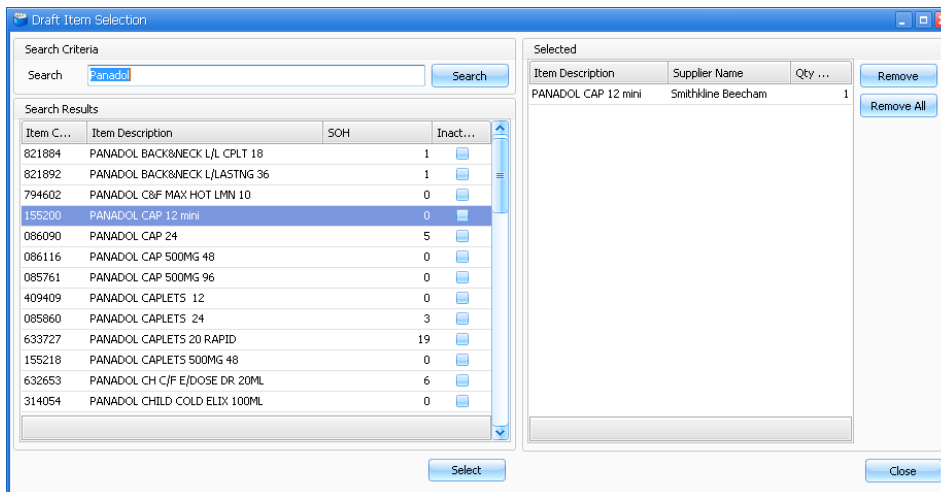 Draft Item Selection
Search Criteria
Search Panadol Search
Search Results
Item C... Item Description SOH Inact...
821884 PANADOL BACK&NECK L/L CPLT 18 1
821892 PANADOL BACK&NECK L/LASTNG 36 1
794602 PANADOL C&F MAX HOT LMN 10 0
155200 PANADOL CAP 12 mini 0
086090 PANADOL CAP 24 5
086116 PANADOL CAP 500MG 48 0
085761 PANADOL CAP 500MG 96 0
409409 PANADOL CAPLETS 12 0
085860 PANADOL CAPLETS 24 3
633727 PANADOL CAPLETS 20 RAPID 19
155218 PANADOL CAPLETS 500MG 48 0
632653 PANADOL CH C/F E/DOSE DR 20ML 6
314054 PANADOL CHILD COLD ELIX 100ML 0
Select
Selected
Item Description Supplier Name Qty ...
PANADOL CAP 12 mini Smithkline Beecham 1
Remove
Remove All
Close